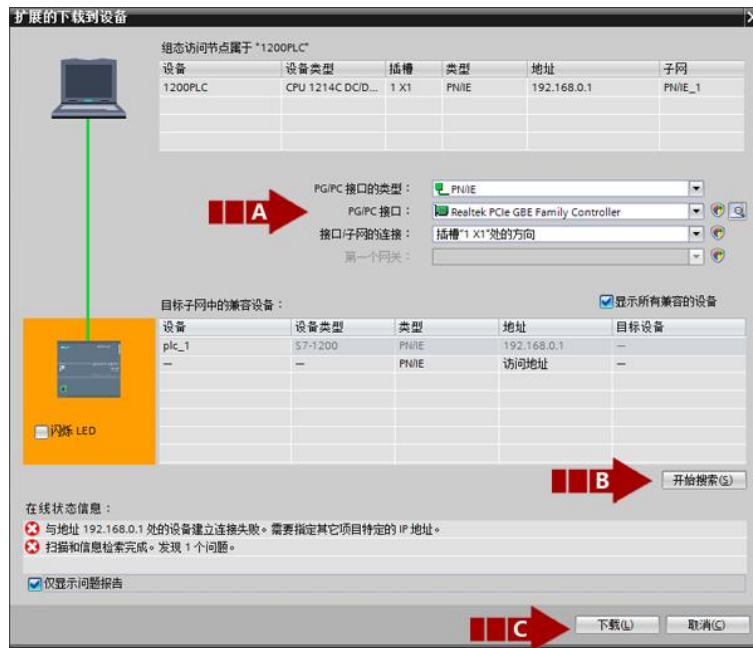 扩展的下载到设备
组态访问节点属于 "1200PLC"
设备 设备类型 插槽 类型 地址 子网
1200PLC CPU 1214C DC/D... 1 X1 PN/IE 192.168.0.1 PN/IE_1
PG/PC 接口的类型： PN/IE
A PG/PC 接口： Realtek PCIe GBE Family Controller
接口/子网的连接： 插槽"1 X1"处的方向
第一个网关：
目标子网中的兼容设备： 显示所有兼容的设备
设备 设备类型 类型 地址 目标设备
plc_1 S7-1200 PN/IE 192.168.0.1 —
— — PN/IE 访问地址 —
闪烁 LED
B 开始搜索(S)
在线状态信息：
与地址 192.168.0.1 处的设备建立连接失败。需要指定其它项目特定的 IP 地址。
扫描和信息检索完成。发现 1 个问题。
仅显示问题报告
C 下载(L) 取消(C)